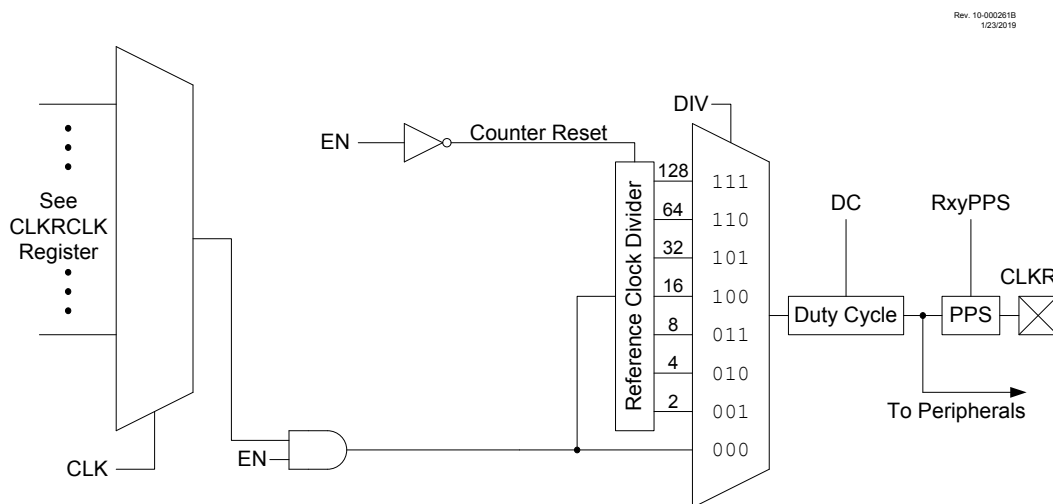 Rev. 10-000261B
1/23/2019
DIV
EN
Counter Reset
See
CLKRCLK
Register
Reference Clock Divider
128
64
32
16
8
4
2
111
110
101
100
011
010
001
000
DC
RxyPPS
CLKR
Duty Cycle
PPS
To Peripherals
EN
CLK